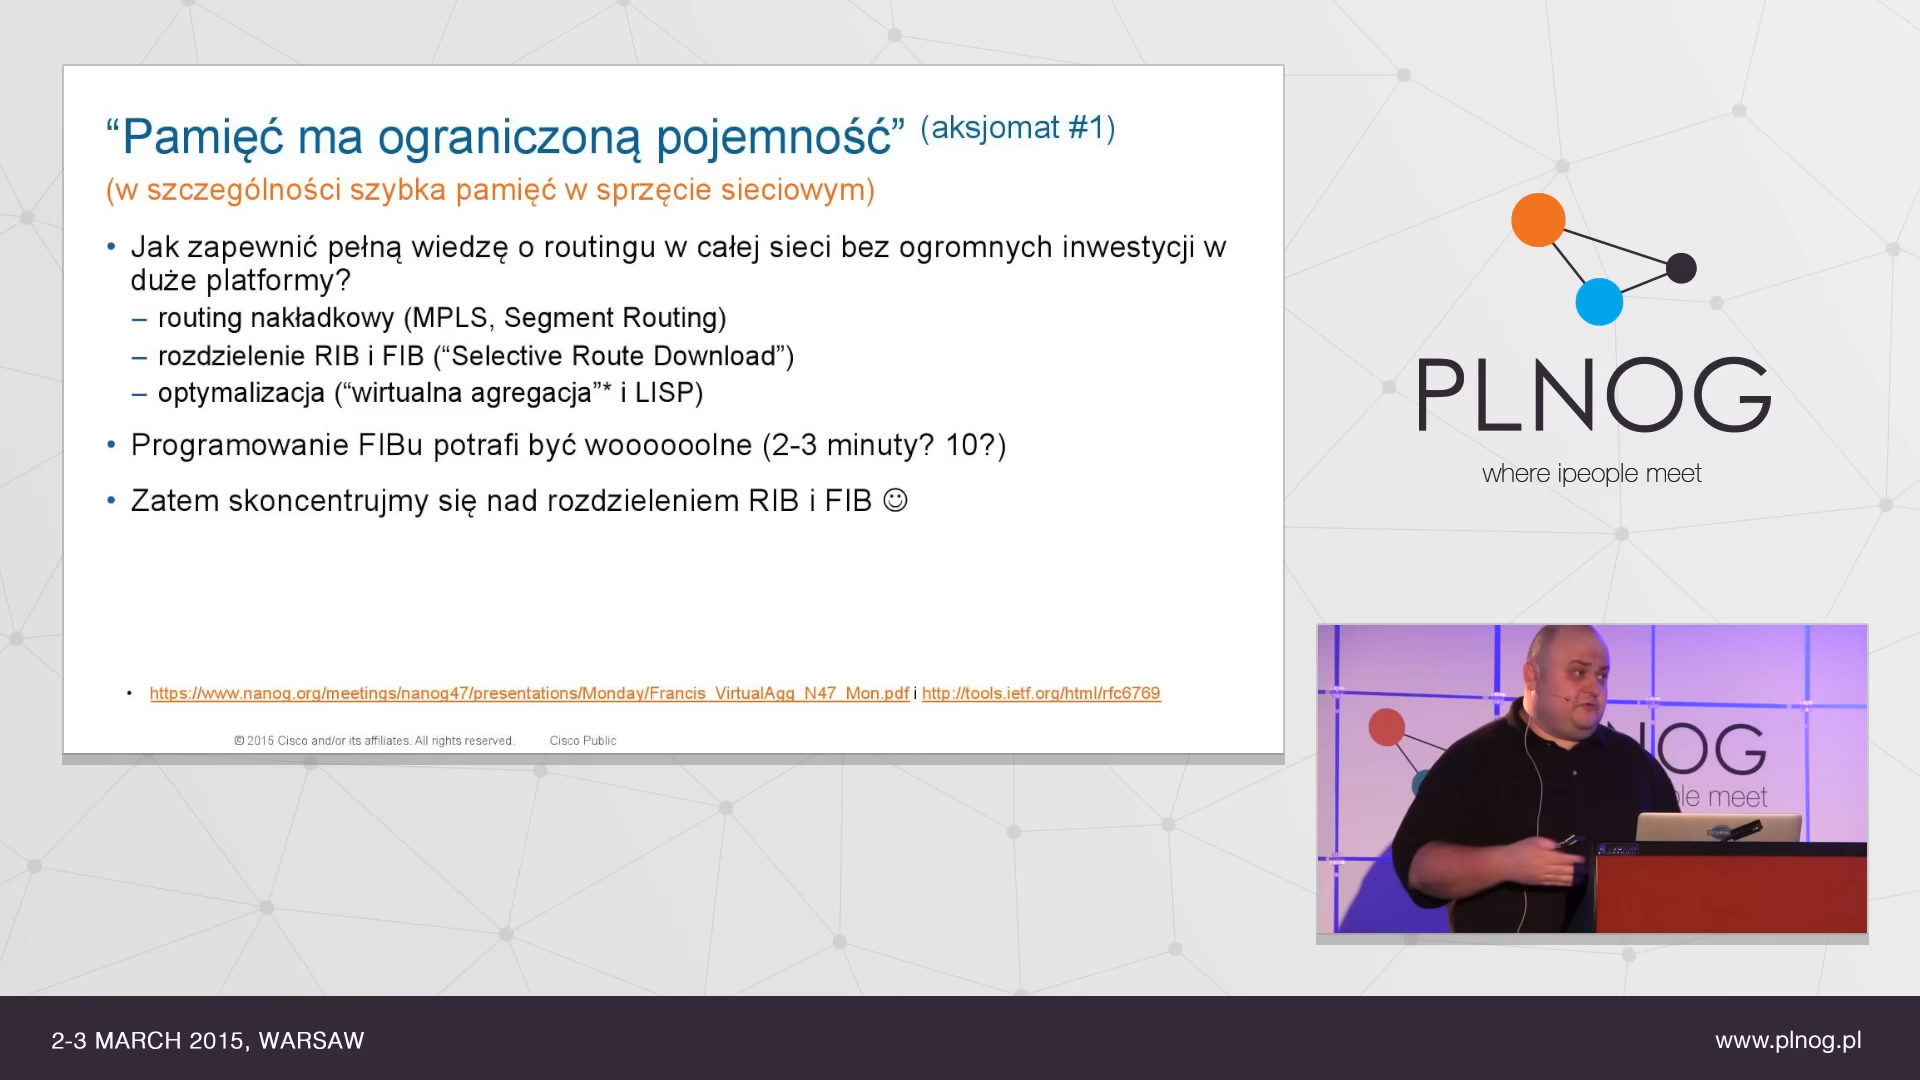 “Pamięć ma ograniczoną pojemność” (aksjomat #1)
(w szczególności szybka pamięć w sprzęcie sieciowym)
• Jak zapewnić pełną wiedzę o routingu w całej sieci bez ogromnych inwestycji w
duże platformy?
– routing nakładkowy (MPLS, Segment Routing)
– rozdzielenie RIB i FIB (“Selective Route Download”)
– optymalizacja (“wirtualna agregacja”* i LISP)
• Programowanie FIBu potrafi być woooooolne (2-3 minuty? 10?)
• Zatem skoncentrujmy się nad rozdzieleniem RIB i FIB ☺
• https://www.nanog.org/meetings/nanog47/presentations/Monday/Francis_VirtualAgg_N47_Mon.pdf i http://tools.ietf.org/html/rfc6769
© 2015 Cisco and/or its affiliates. All rights reserved. Cisco Public
PLNOG
where ipeople meet
NOG
ple meet
2-3 MARCH 2015, WARSAW
www.plnog.pl